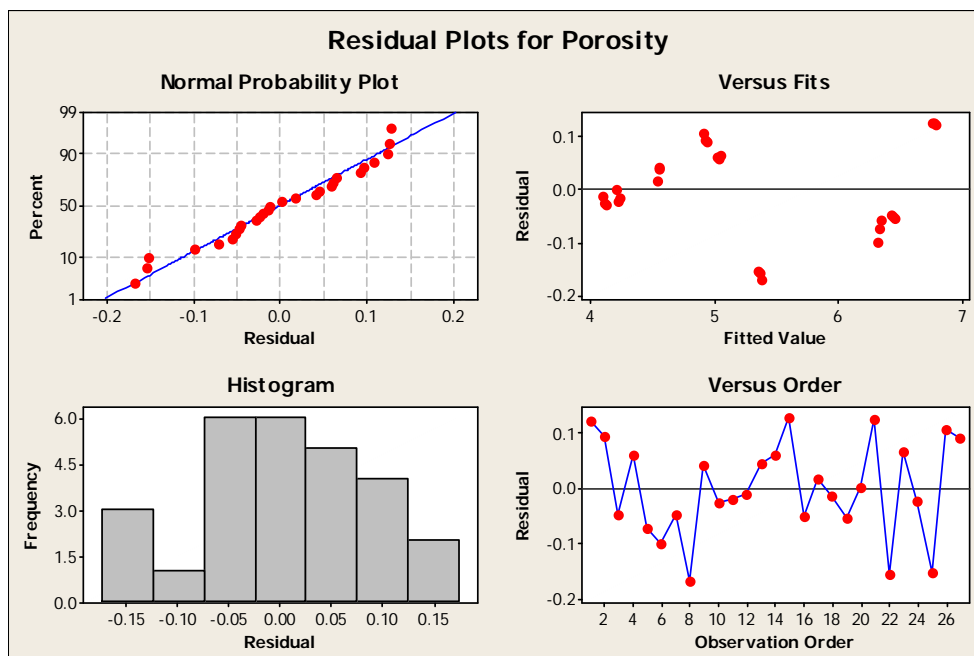 Residual Plots for Porosity
Normal Probability Plot
99
90
50
10
1
Percent
-0.2 -0.1 0.0 0.1 0.2
Residual
Versus Fits
0.1
0.0
-0.1
-0.2
Residual
4 5 6 7
Fitted Value
Histogram
6.0
4.5
3.0
1.5
0.0
Frequency
-0.15 -0.10 -0.05 0.00 0.05 0.10 0.15
Residual
Versus Order
0.1
0.0
-0.1
-0.2
Residual
2 4 6 8 10 12 14 16 18 20 22 24 26
Observation Order